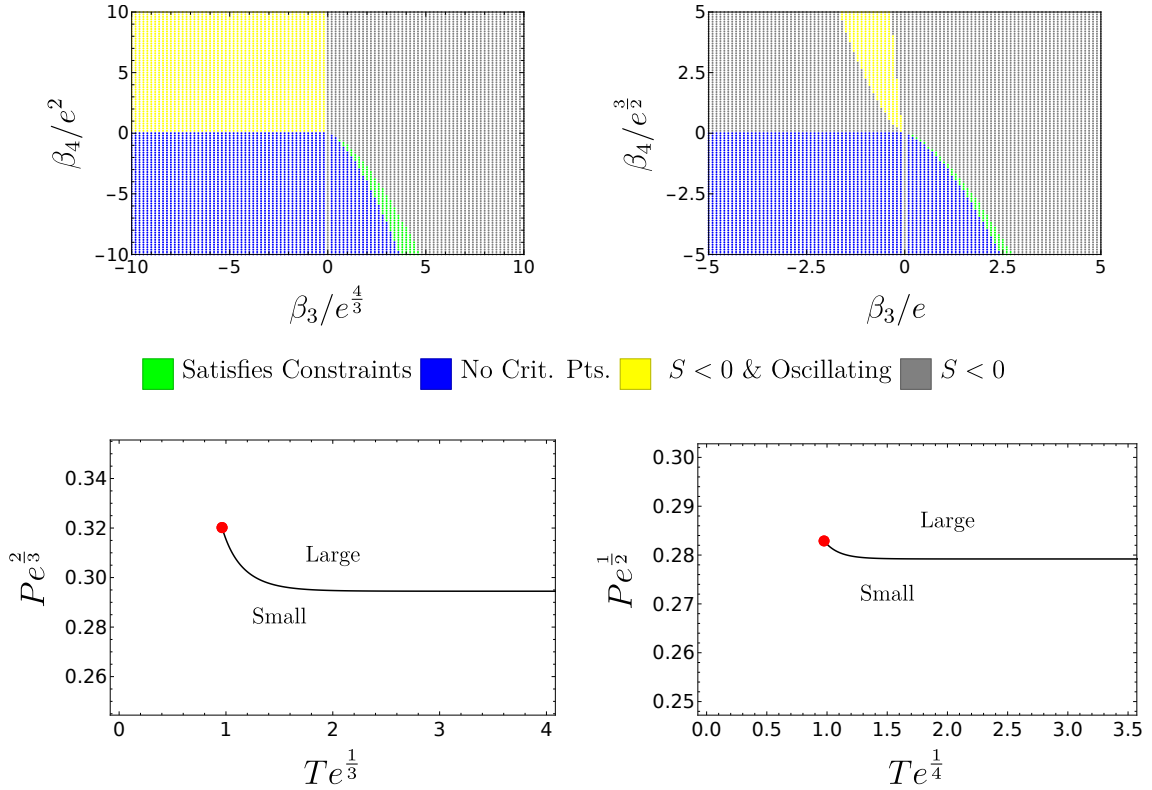 10
5
0
−5
−10
−10 −5 0 5 10
β₄/e²
β₃/e^{4/3}
5
2.5
0
−2.5
−5
−5 −2.5 0 2.5 5
β₄/e^{3/2}
β₃/e
Satisfies Constraints No Crit. Pts. S < 0 & Oscillating S < 0
0.34
0.32
0.30
0.28
0.26
0 1 2 3 4
Pe^{2/3}
Large
Small
Te^{1/3}
0.30
0.29
0.28
0.27
0.26
0.25
0.0 0.5 1.0 1.5 2.0 2.5 3.0 3.5
Pe^{1/2}
Large
Small
Te^{1/4}